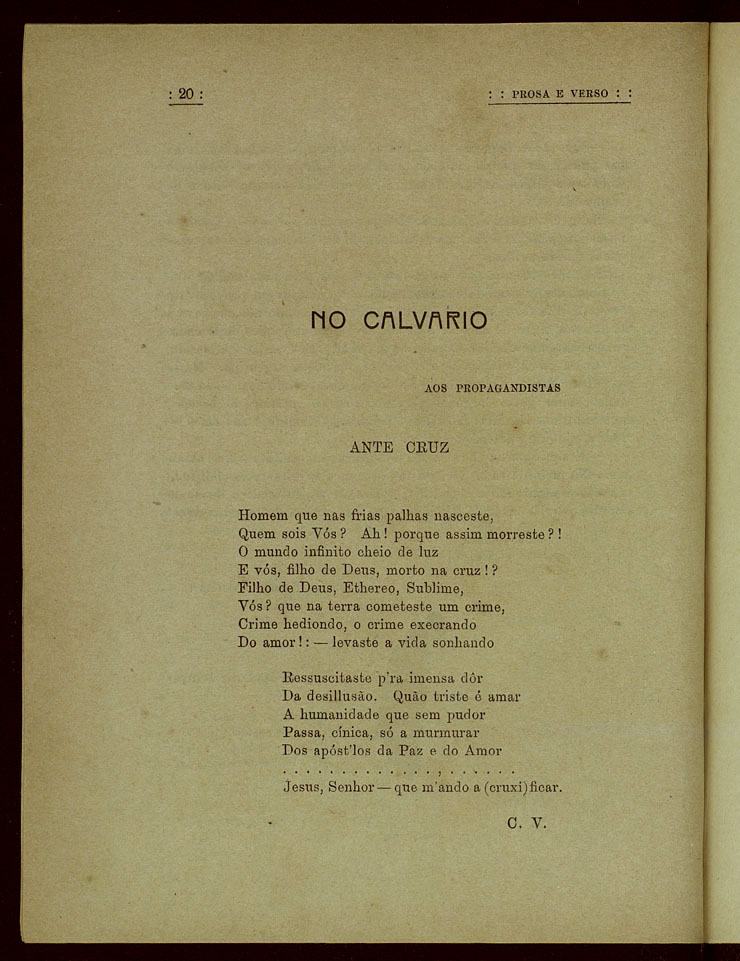 : 20 :
: : PROSA E VERSO : :
NO CALVARIO
AOS PROPAGANDISTAS
ANTE CRUZ
Homem que nas frias palhas nasceste,
Quem sois Vós ? Ah ! porque assim morreste ? !
O mundo infinito cheio de luz
E vós, filho de Deus, morto na cruz ! ?
Filho de Deus, Ethereo, Sublime,
Vós ? que na terra cometeste um crime,
Crime hediondo, o crime execrando
Do amor ! : — levaste a vida sonhando
Ressuscitaste p'ra imensa dôr
Da desillusão. Quão triste é amar
A humanidade que sem pudor
Passa, cínica, só a murmurar
Dos apóst'los da Paz e do Amor
. . . . . . . . . . . . . , . . . . . .
Jesus, Senhor — que m'ando a (cruxi)ficar.
C. V.